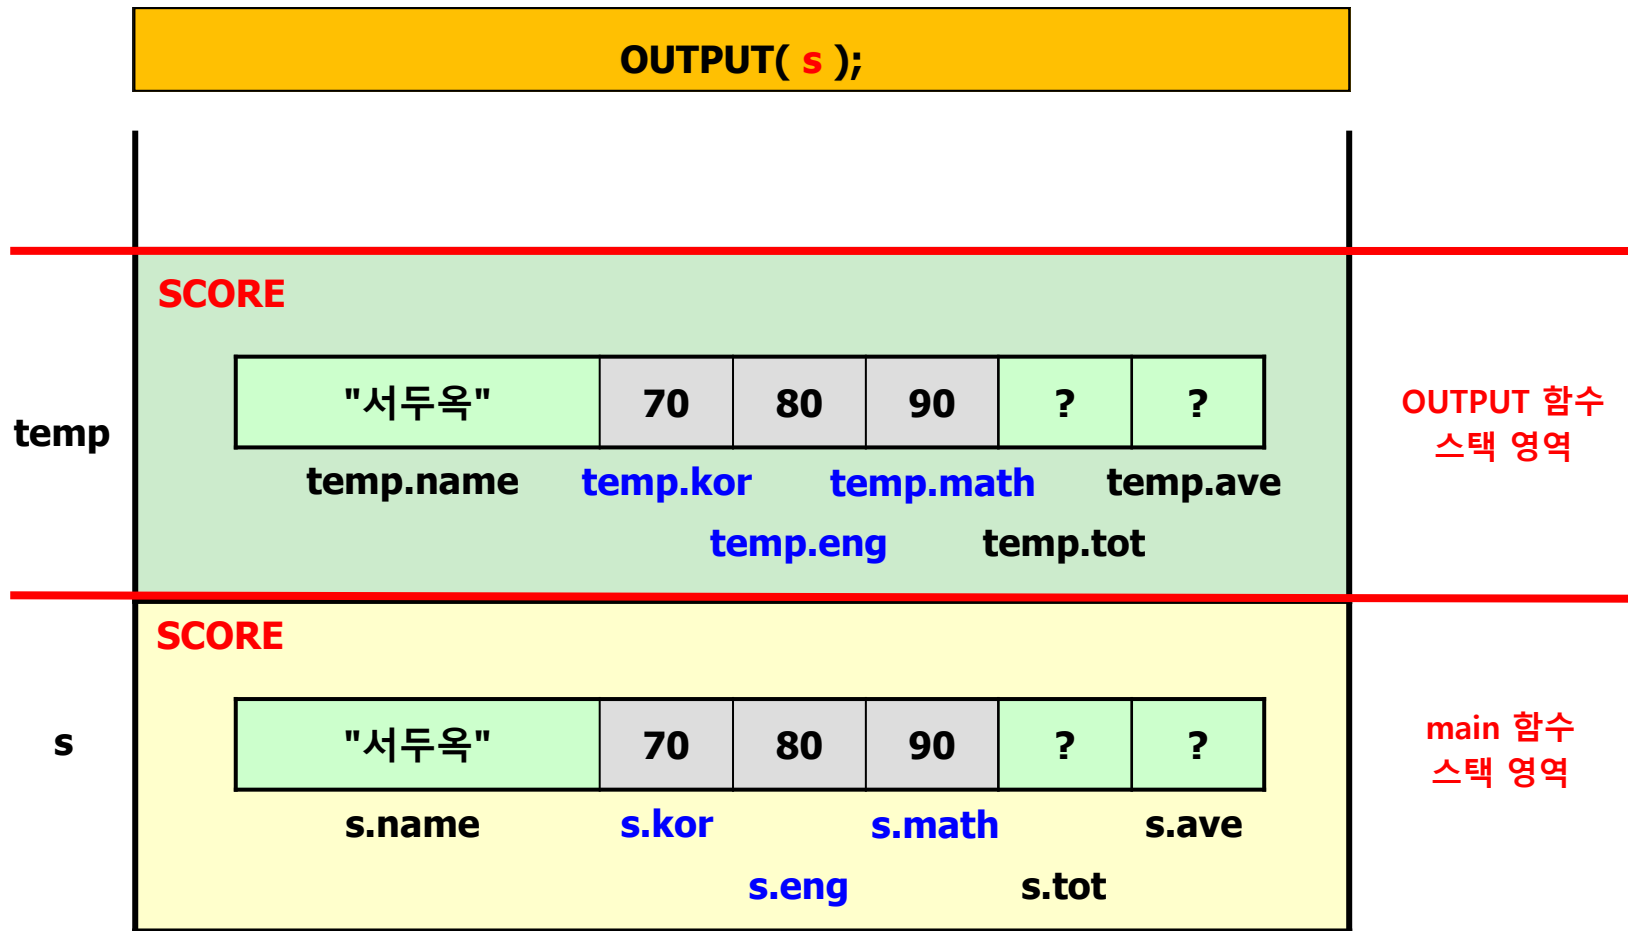 OUTPUT( s );
SCORE
"서두옥" 70 80 90 ? ?
temp
temp.name temp.kor temp.math temp.ave
temp.eng temp.tot
OUTPUT 함수
스택 영역
SCORE
"서두옥" 70 80 90 ? ?
s
s.name s.kor s.math s.ave
s.eng s.tot
main 함수
스택 영역